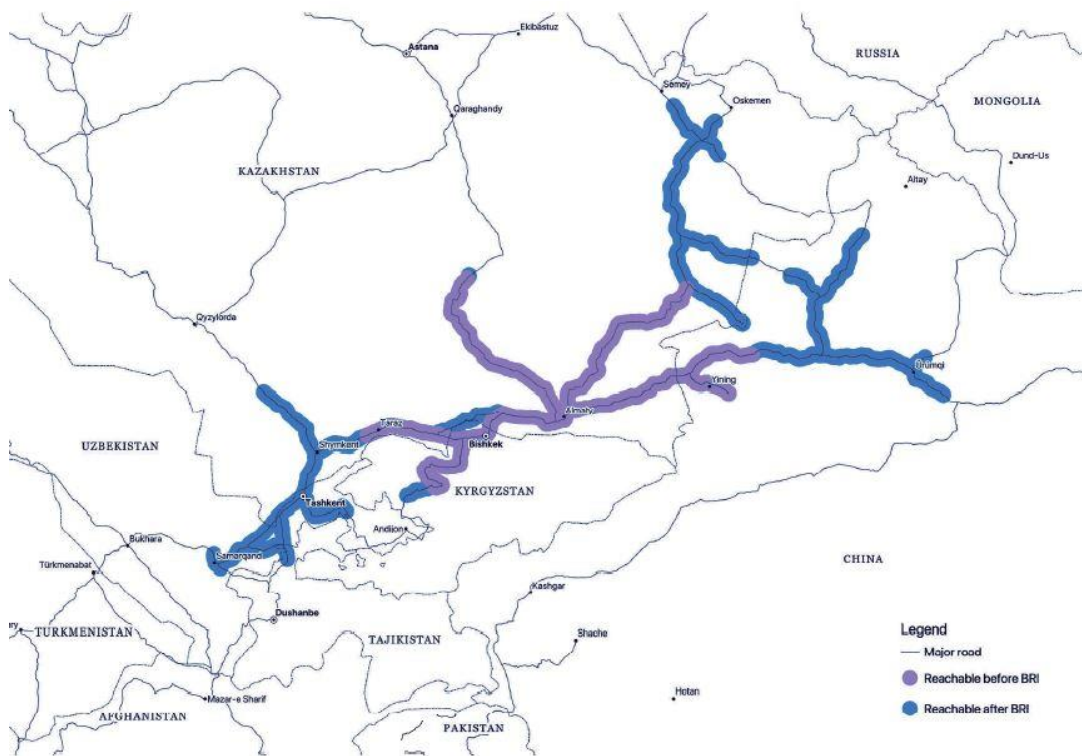 Ekibastuz
Astana
RUSSIA
Semey
Oskemen
MONGOLIA
Qaraghandy
Dund-Us
KAZAKHSTAN
Altay
Qyzylorda
Ürümqi
Yining
Almaty
Taraz
Bishkek
Shymkent
UZBEKISTAN
KYRGYZSTAN
Tashkent
Andijon
Bukhara
Samarqand
CHINA
Türkmenabat
Kashgar
Dushanbe
Legend
ry
TURKMENISTAN
TAJIKISTAN
Shache
Major road
Reachable before BRI
Mazar-e Sharif
Hotan
Reachable after BRI
AFGHANISTAN
PAKISTAN